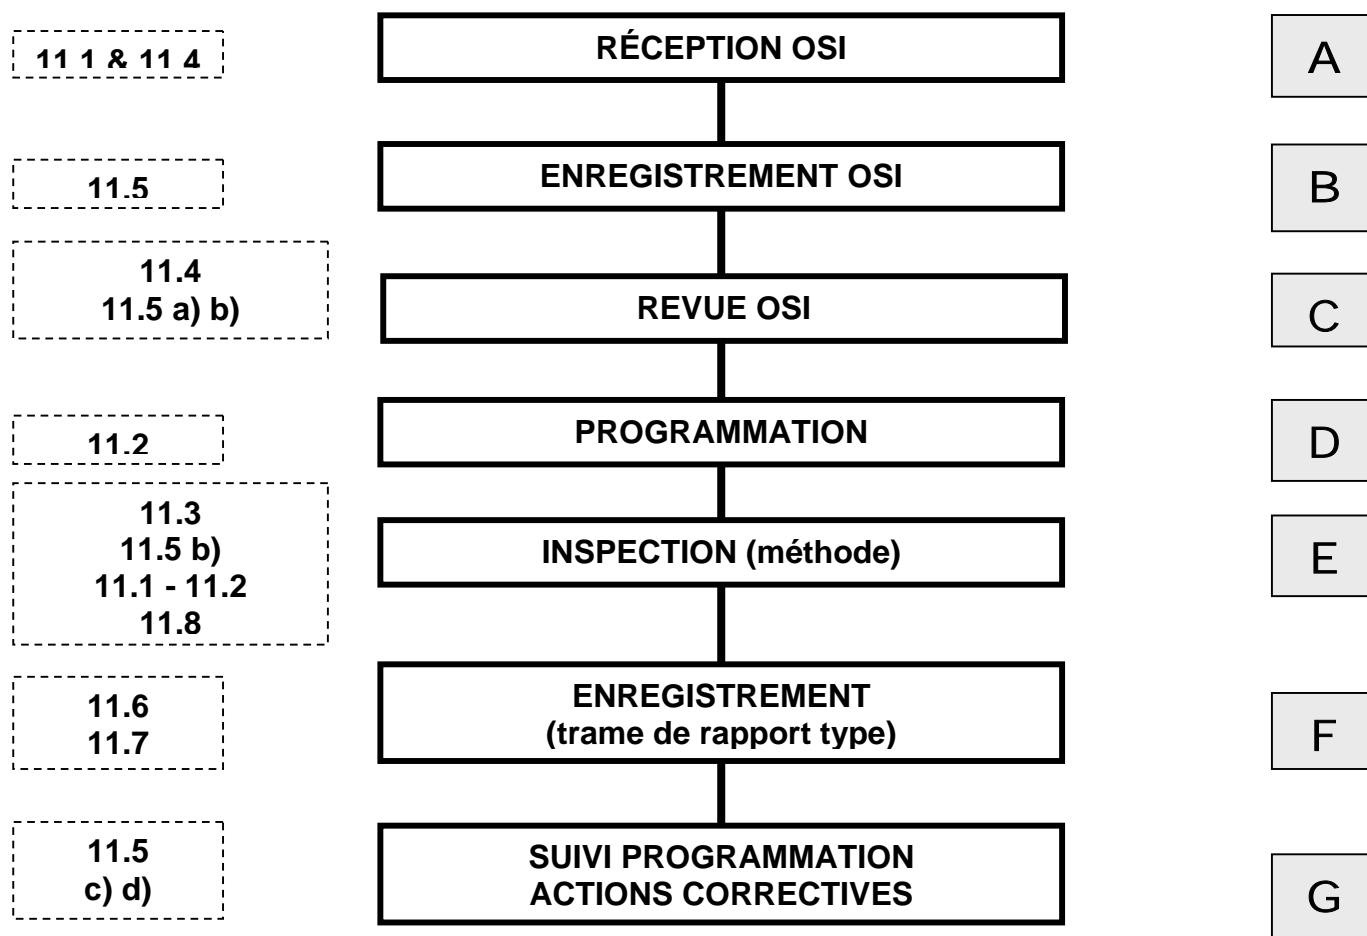 11.1 & 11.4
RÉCEPTION OSI
A
11.5
ENREGISTREMENT OSI
B
11.4
11.5 a) b)
REVUE OSI
C
11.2
PROGRAMMATION
D
11.3
11.5 b)
11.1 - 11.2
11.8
INSPECTION (méthode)
E
11.6
11.7
ENREGISTREMENT
(trame de rapport type)
F
11.5
c) d)
SUIVI PROGRAMMATION
ACTIONS CORRECTIVES
G